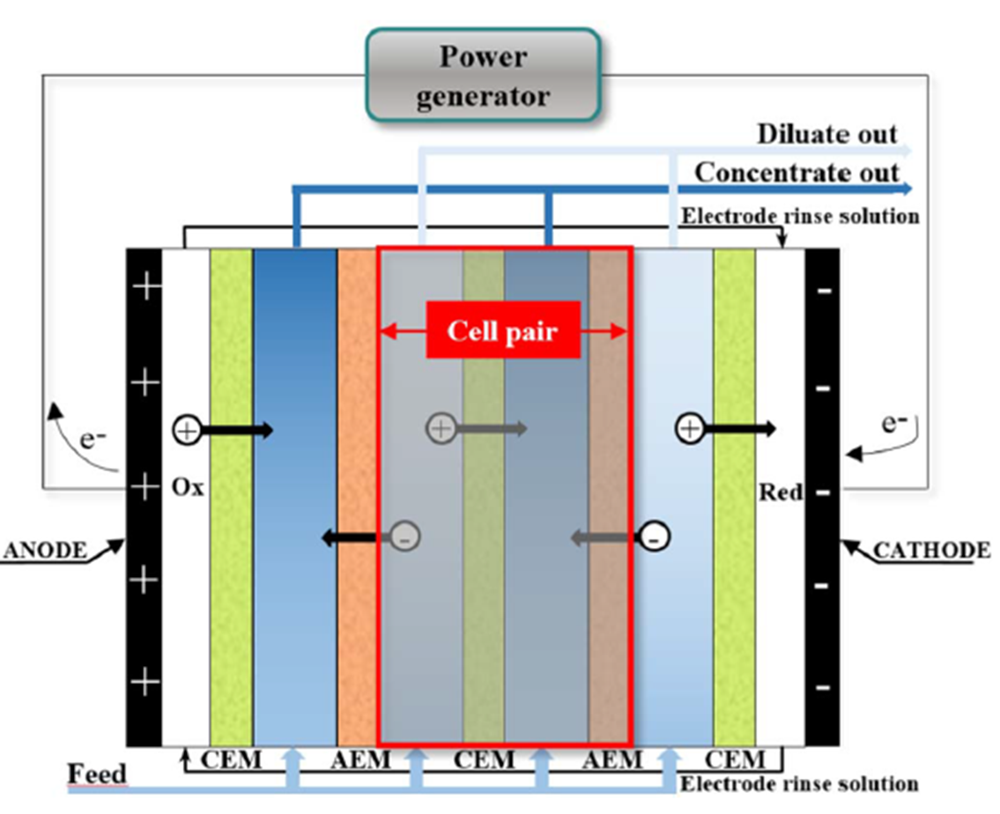 Power
generator
Diluate out
Concentrate out
Electrode rinse solution
Cell pair
+
-
+
-
e-
+
+
+
e-
Ox
+
Red
-
-
-
ANODE
CATHODE
+
-
+
-
CEM
AEM
CEM
AEM
CEM
Feed
Electrode rinse solution